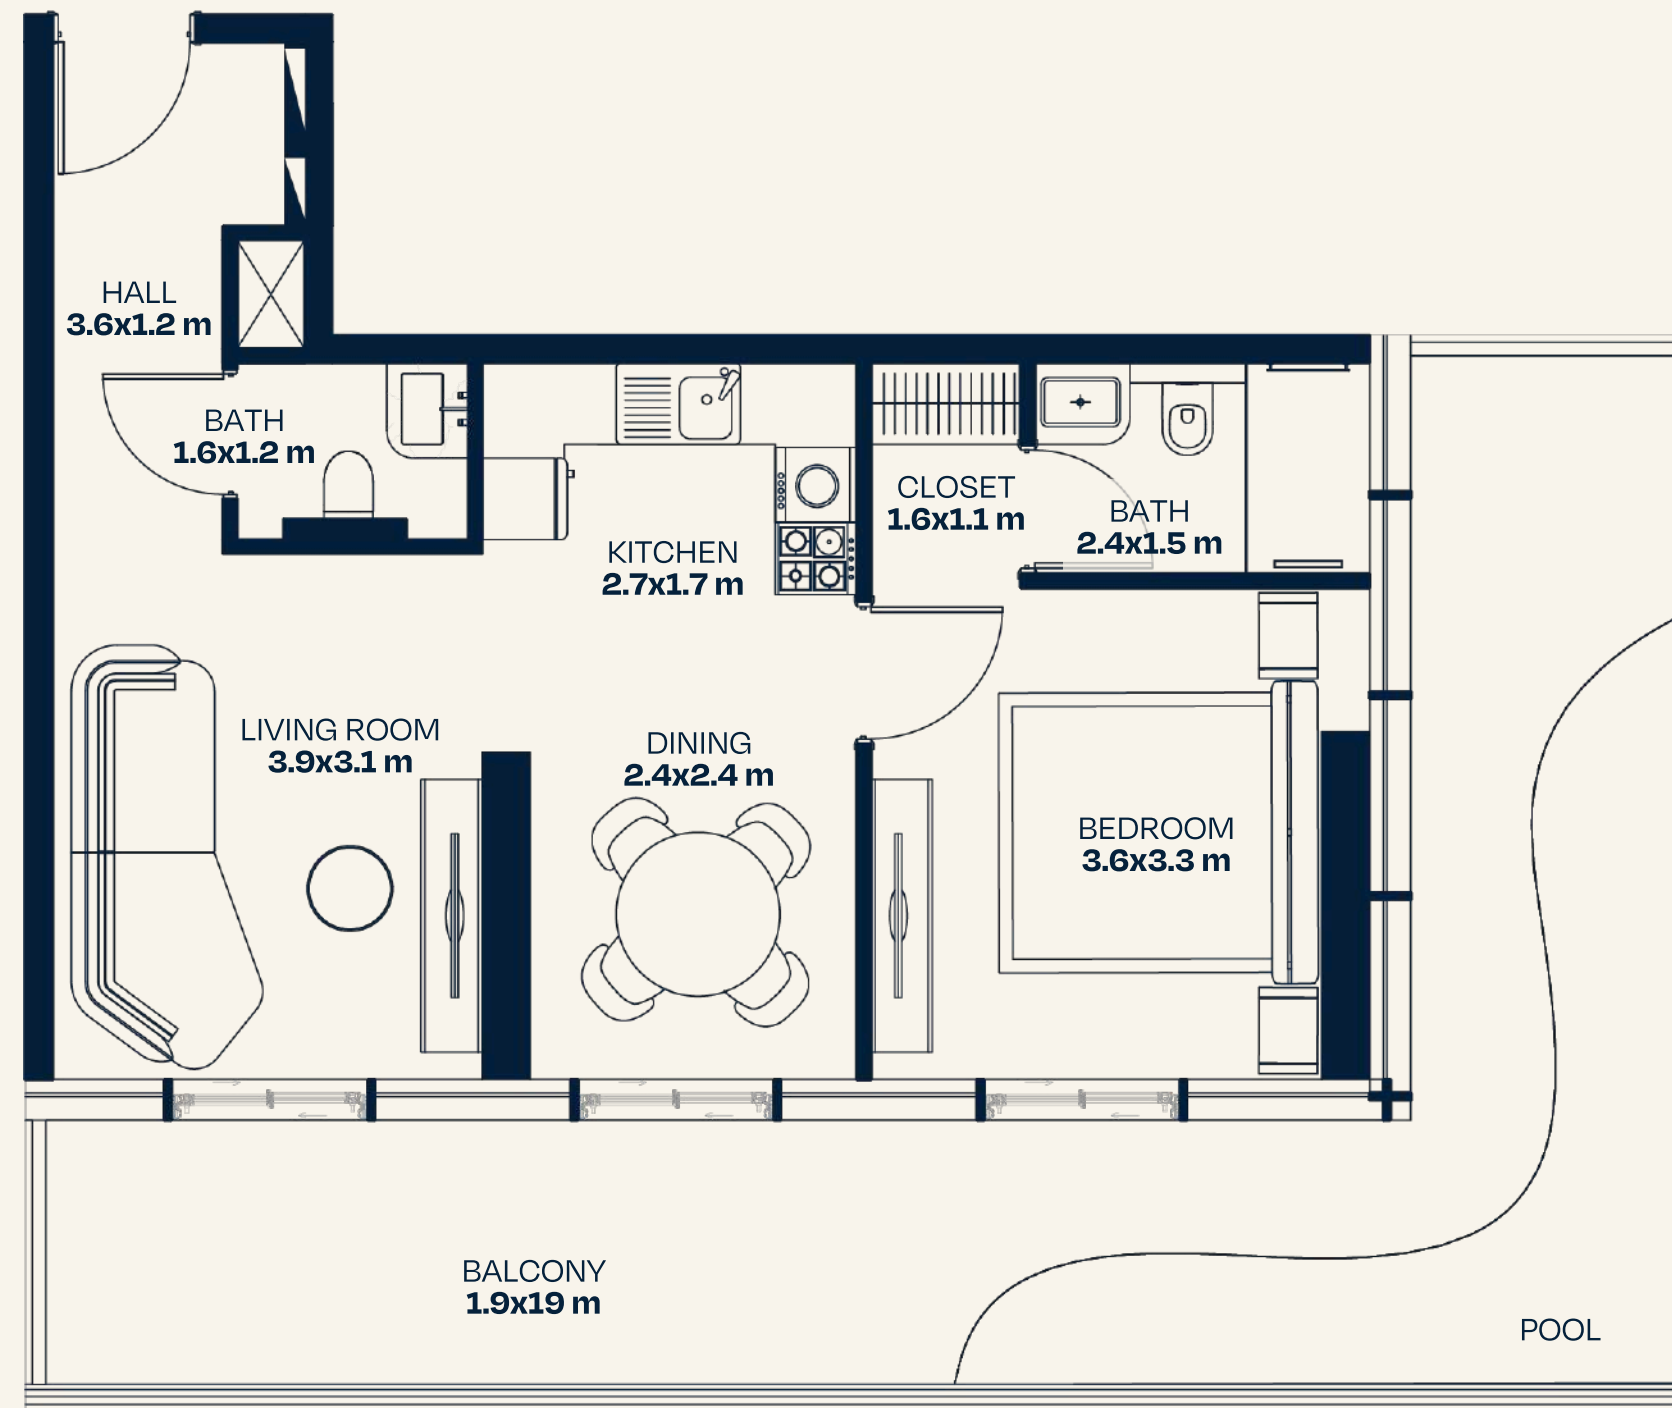 HALL
3.6x1.2 m
BATH
1.6x1.2 m
KITCHEN
2.7x1.7 m
CLOSET
1.6x1.1 m
BATH
2.4x1.5 m
LIVING ROOM
3.9x3.1 m
DINING
2.4x2.4 m
BEDROOM
3.6x3.3 m
BALCONY
1.9x19 m
POOL